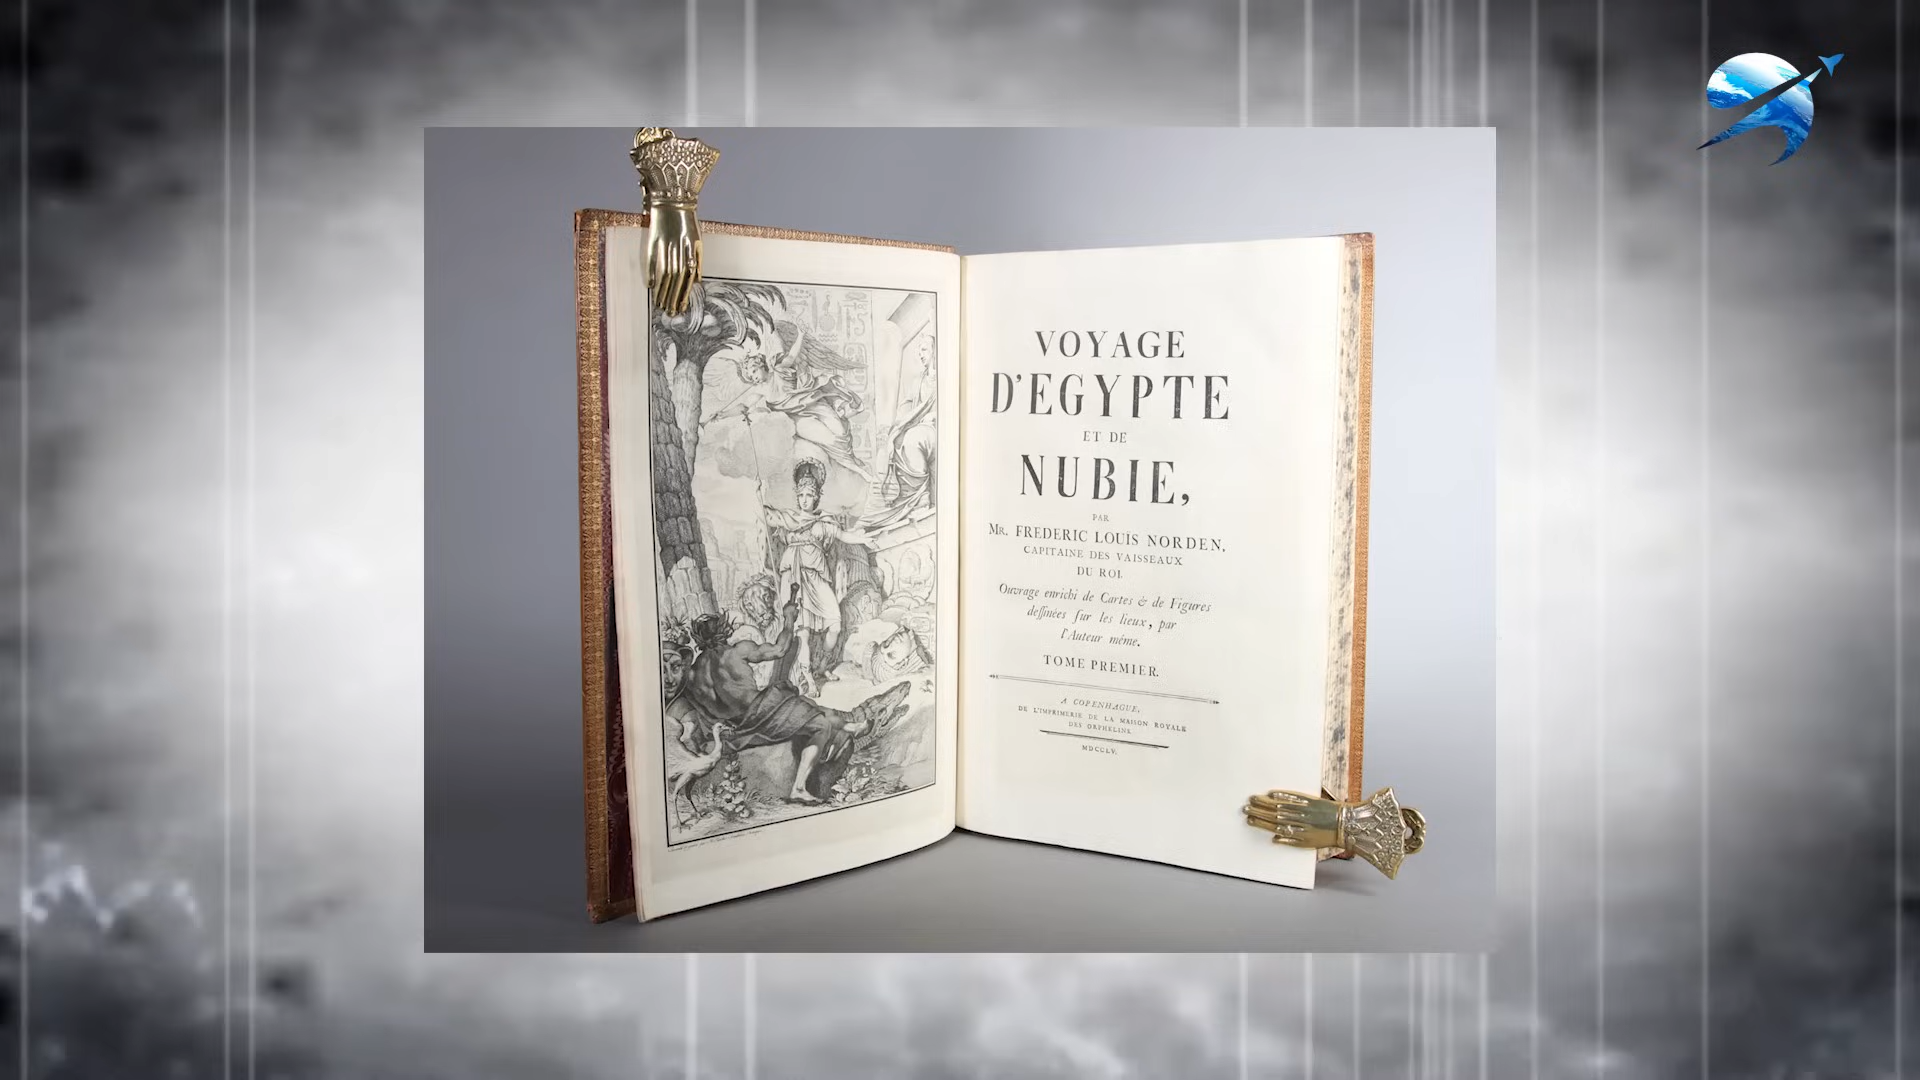 VOYAGE
D'EGYPTE
ET DE
NUBIE,
PAR
MR. FREDERIC LOUIS NORDEN,
CAPITAINE DES VAISSEAUX
DU ROI.
Ouvrage enrichi de Cartes & de Figures
deſſinées ſur les lieux, par
l'Auteur même.
TOME PREMIER.
A COPENHAGUE,
DE L'IMPRIMERIE DE LA MAISON ROYALE
DES ORPHELINS.
MDCCLV.